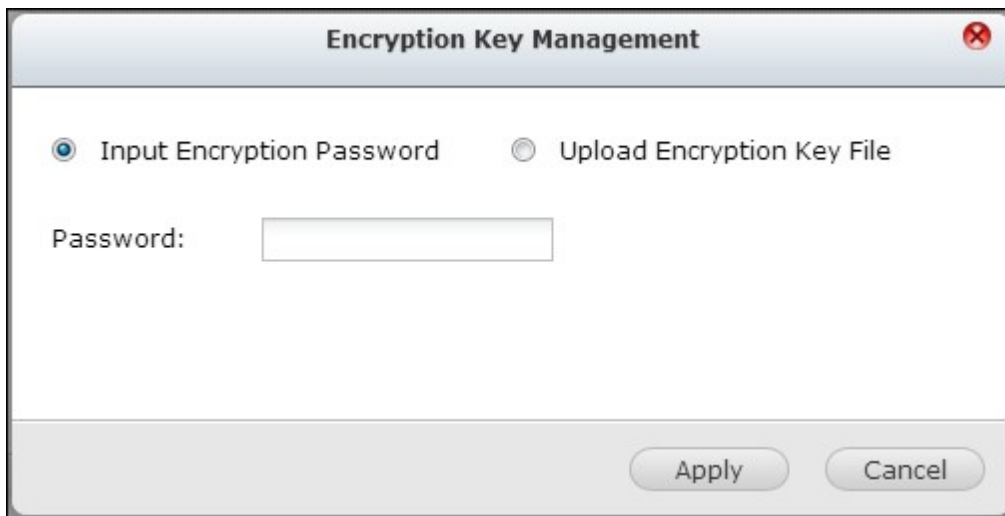 Encryption Key Management
Input Encryption Password Upload Encryption Key File
Password:
Apply Cancel